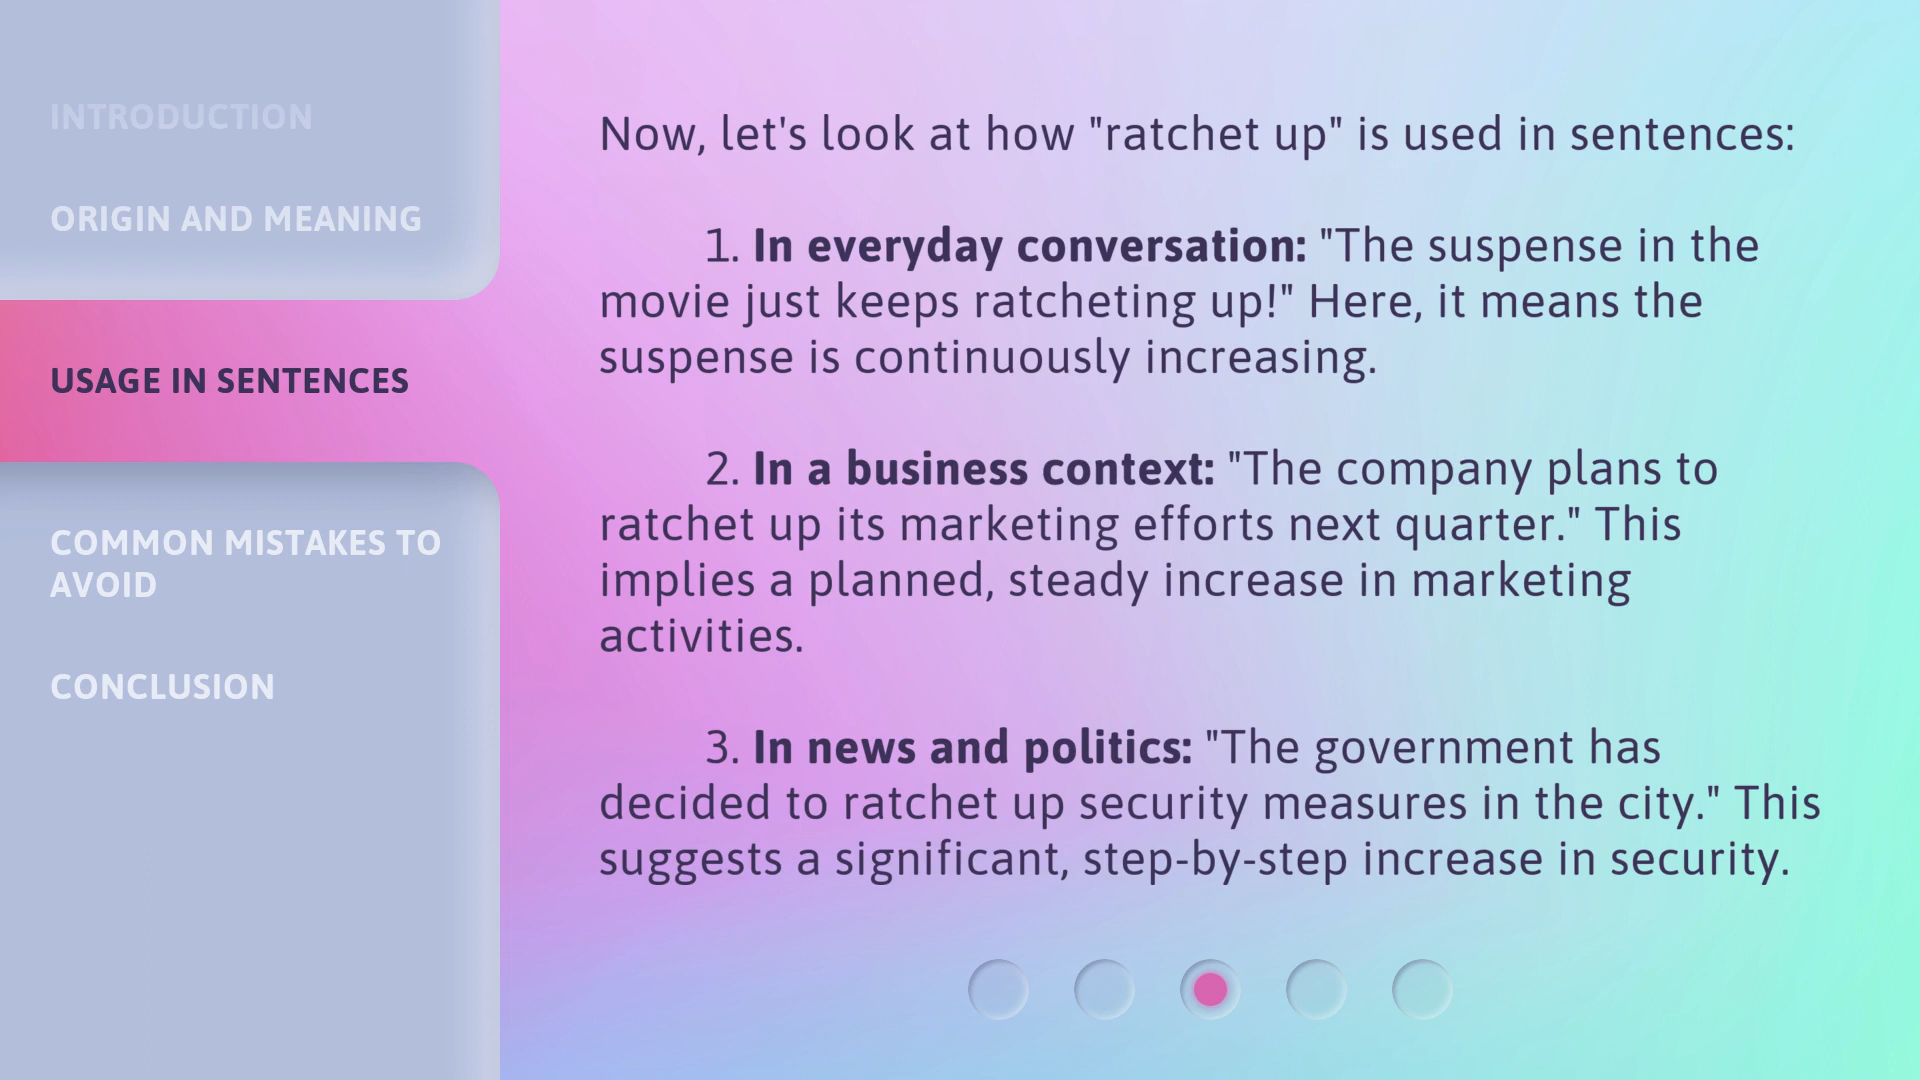 INTRODUCTION
ORIGIN AND MEANING
USAGE IN SENTENCES
COMMON MISTAKES TO
AVOID
CONCLUSION
Now, let's look at how "ratchet up" is used in sentences:
1. In everyday conversation: "The suspense in the
movie just keeps ratcheting up!" Here, it means the
suspense is continuously increasing.
2. In a business context: "The company plans to
ratchet up its marketing efforts next quarter." This
implies a planned, steady increase in marketing
activities.
3. In news and politics: "The government has
decided to ratchet up security measures in the city." This
suggests a significant, step-by-step increase in security.